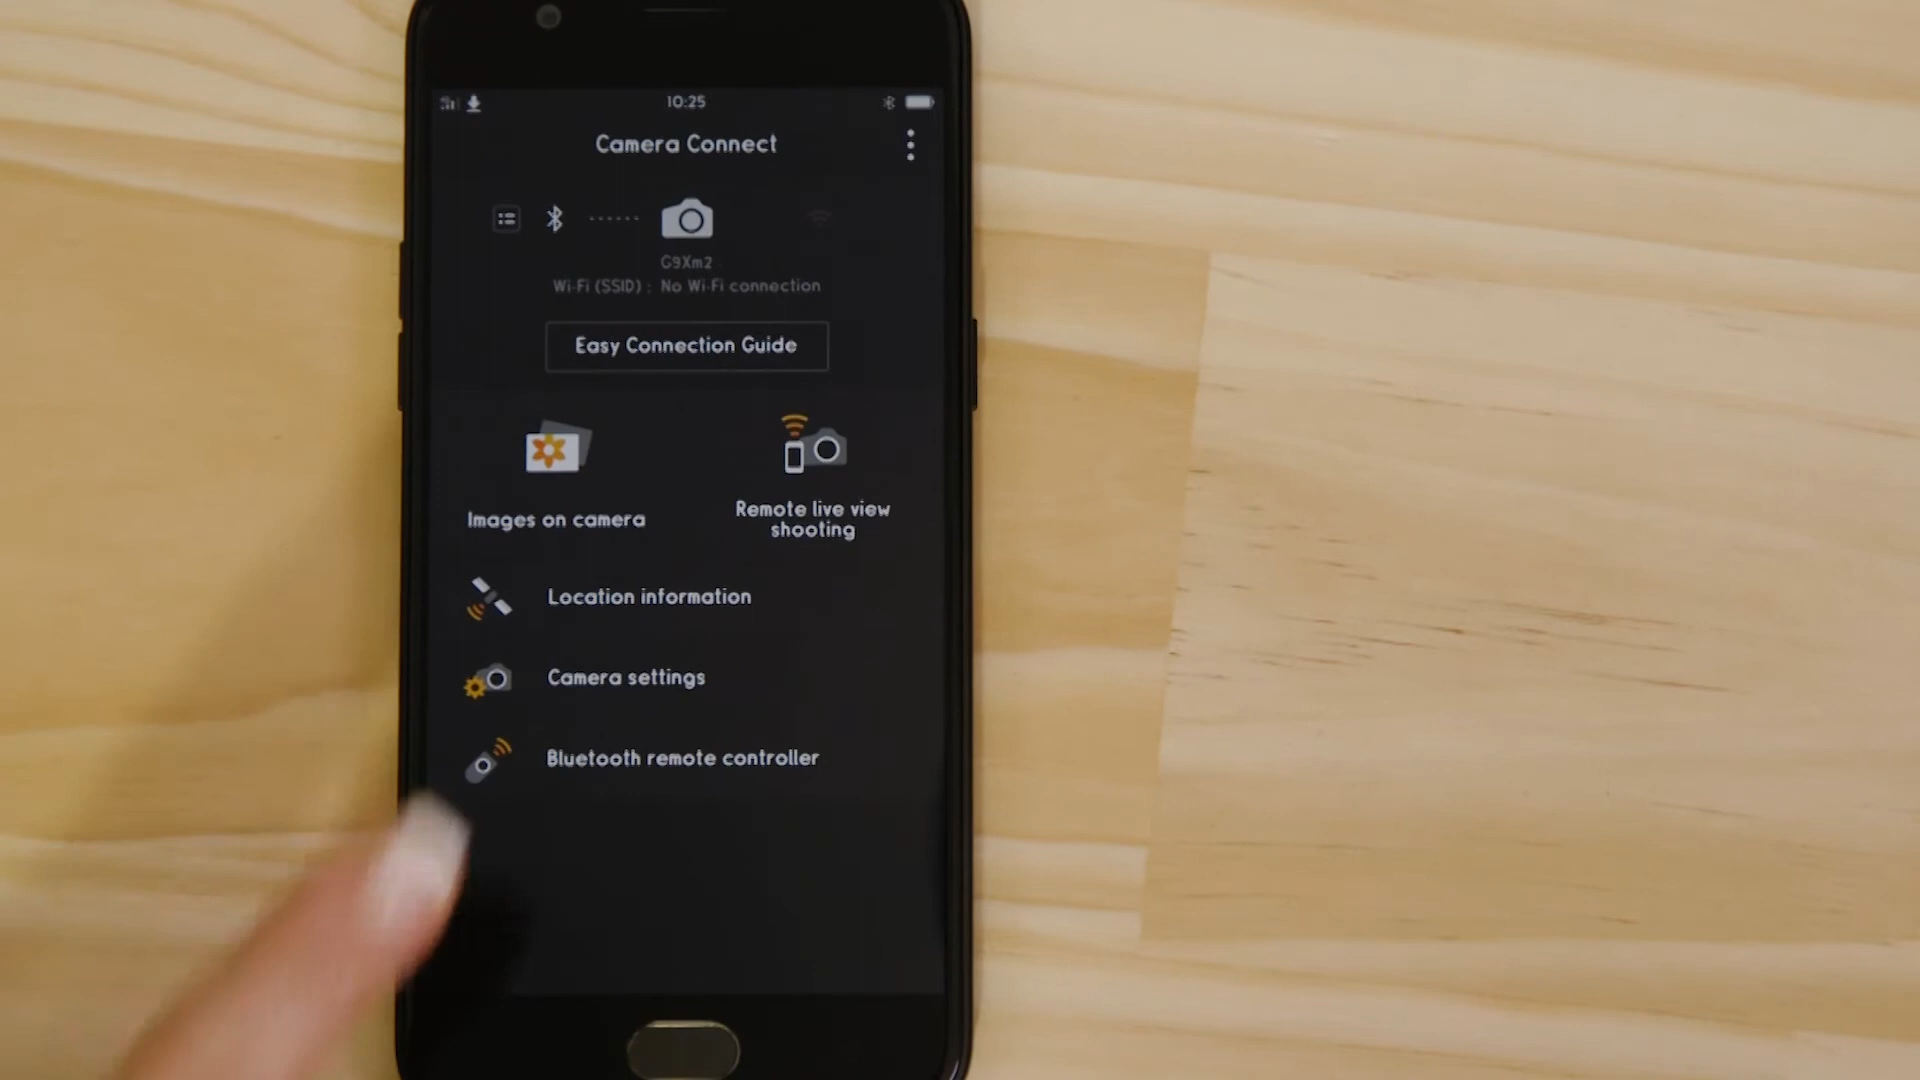 10:25
Camera Connect
G9Xm2
Wi-Fi (SSID) : No Wi-Fi connection
Easy Connection Guide
Images on camera
Remote live view
shooting
Location information
Camera settings
Bluetooth remote controller